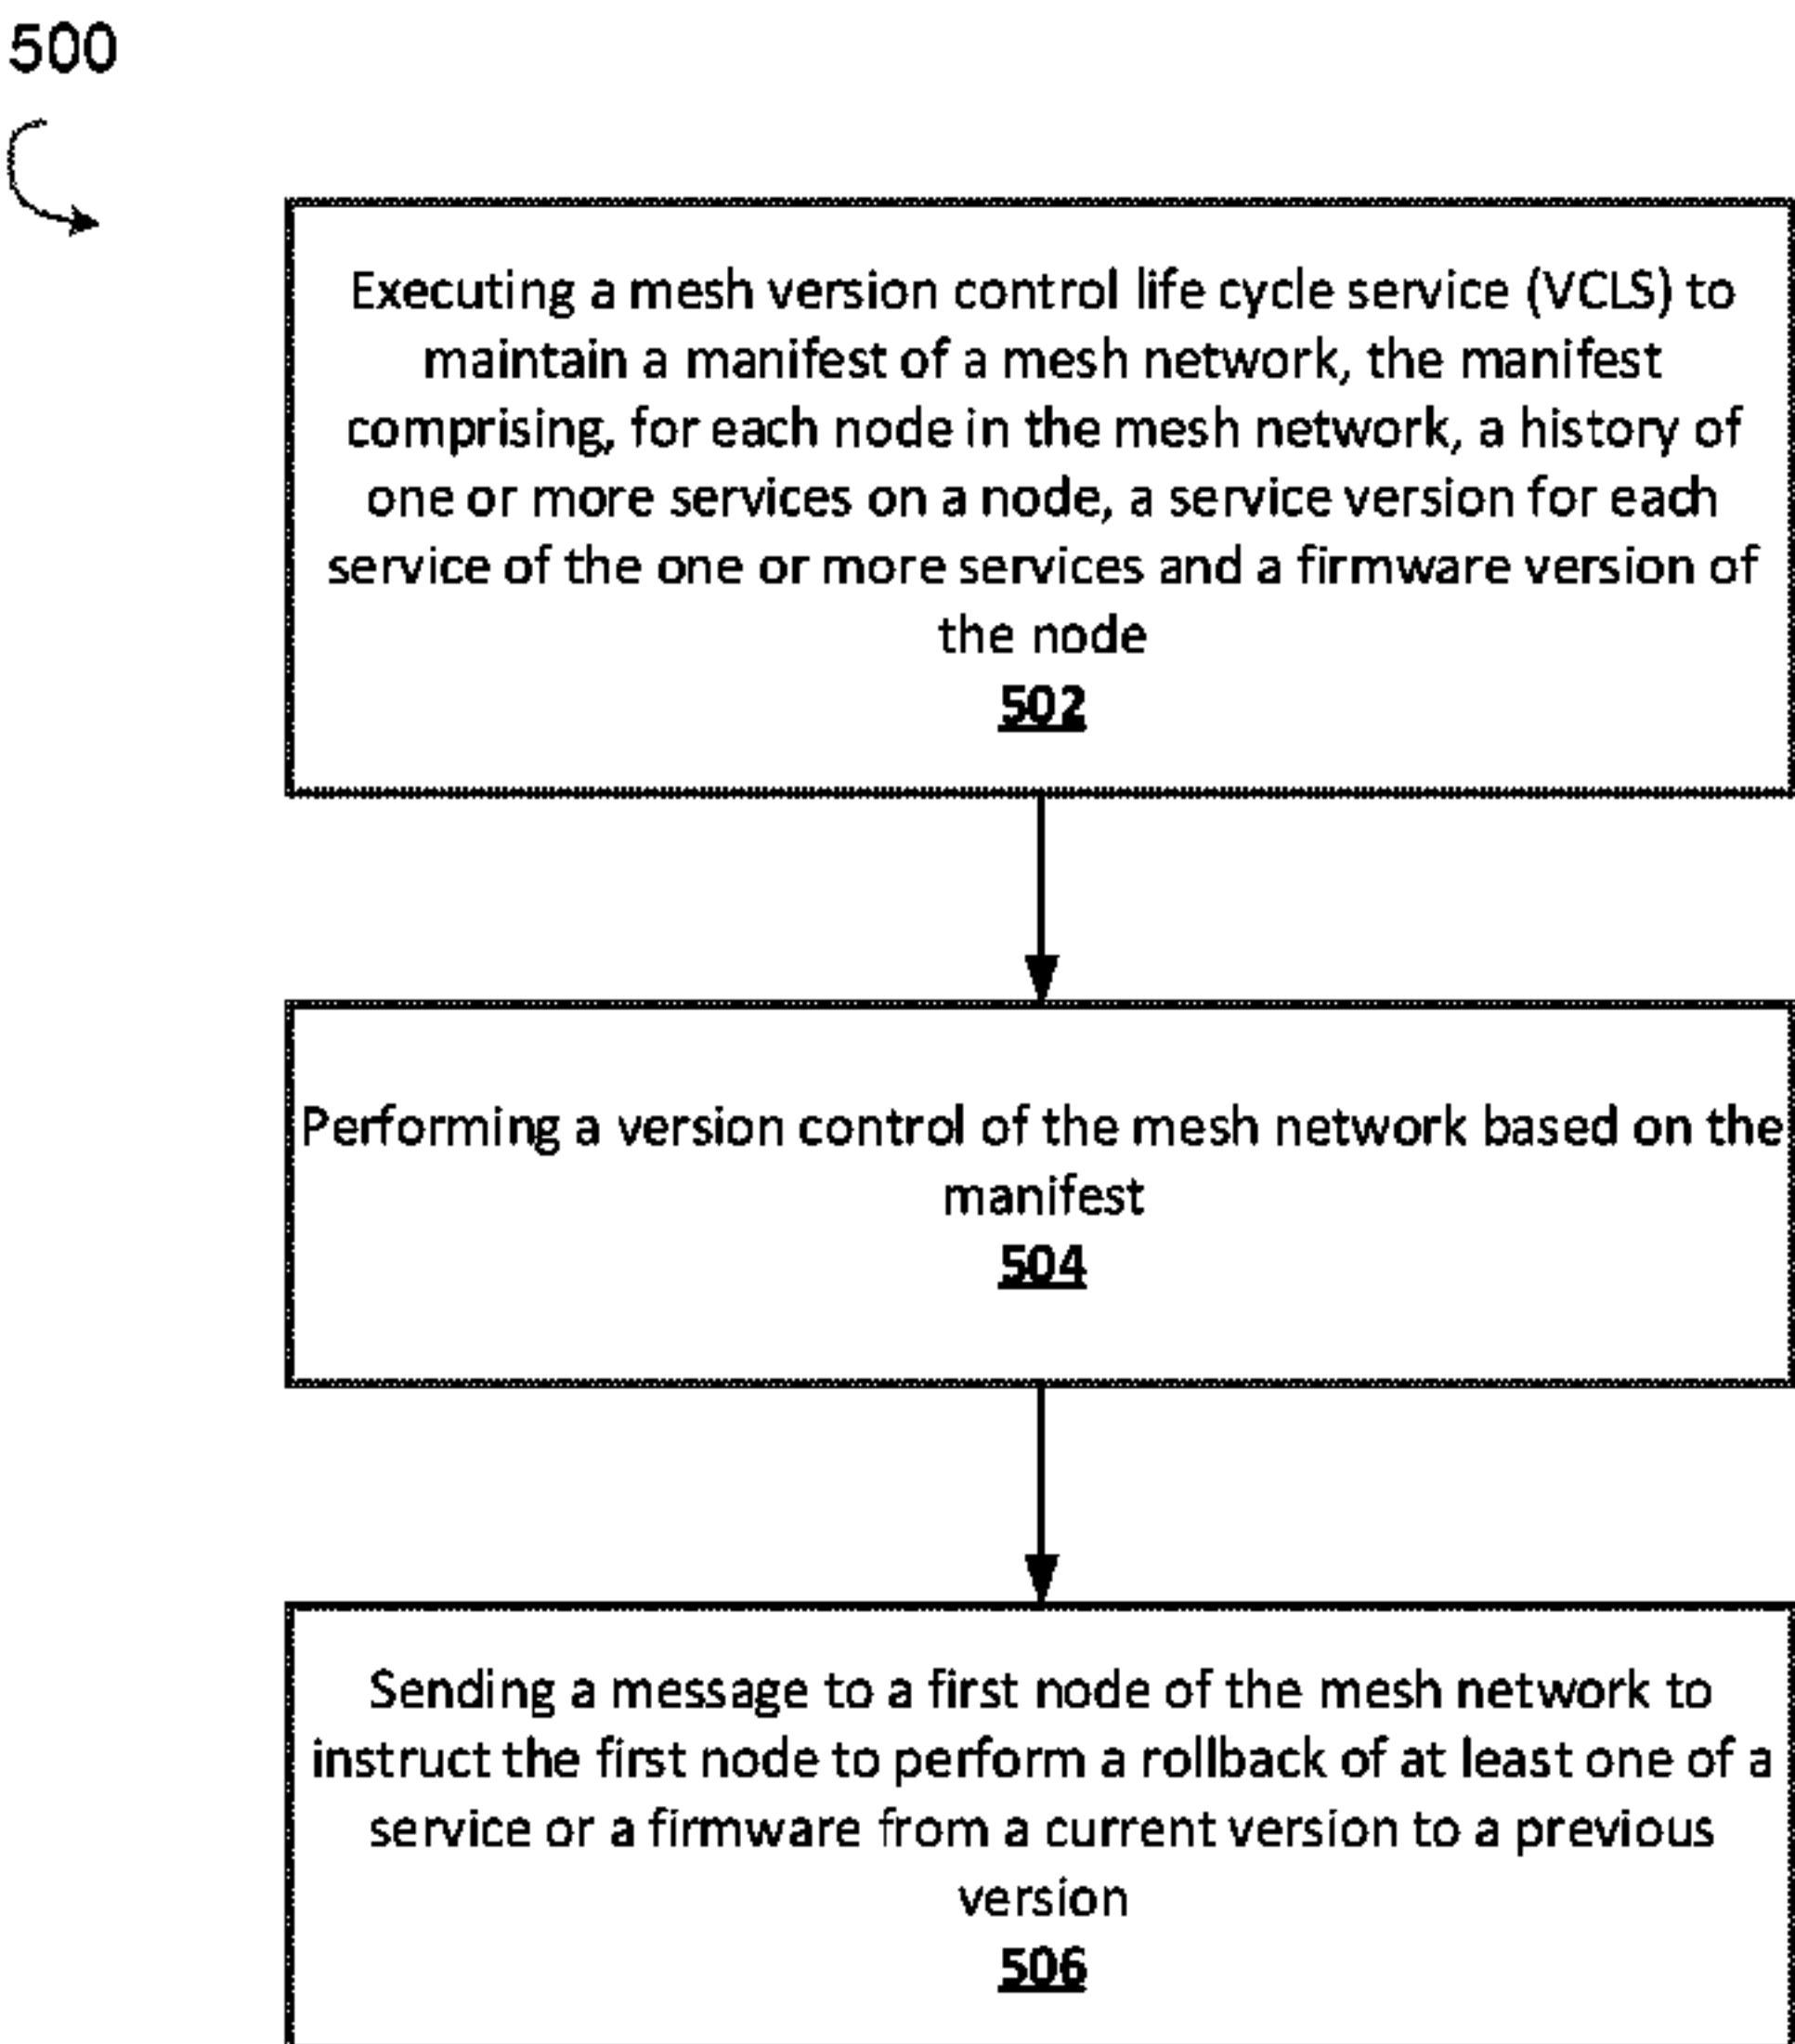 500
Executing a mesh version control life cycle service (VCLS) to
maintain a manifest of a mesh network, the manifest
comprising, for each node in the mesh network, a history of
one or more services on a node, a service version for each
service of the one or more services and a firmware version of
the node
502
Performing a version control of the mesh network based on the
manifest
504
Sending a message to a first node of the mesh network to
instruct the first node to perform a rollback of at least one of a
service or a firmware from a current version to a previous
version
506